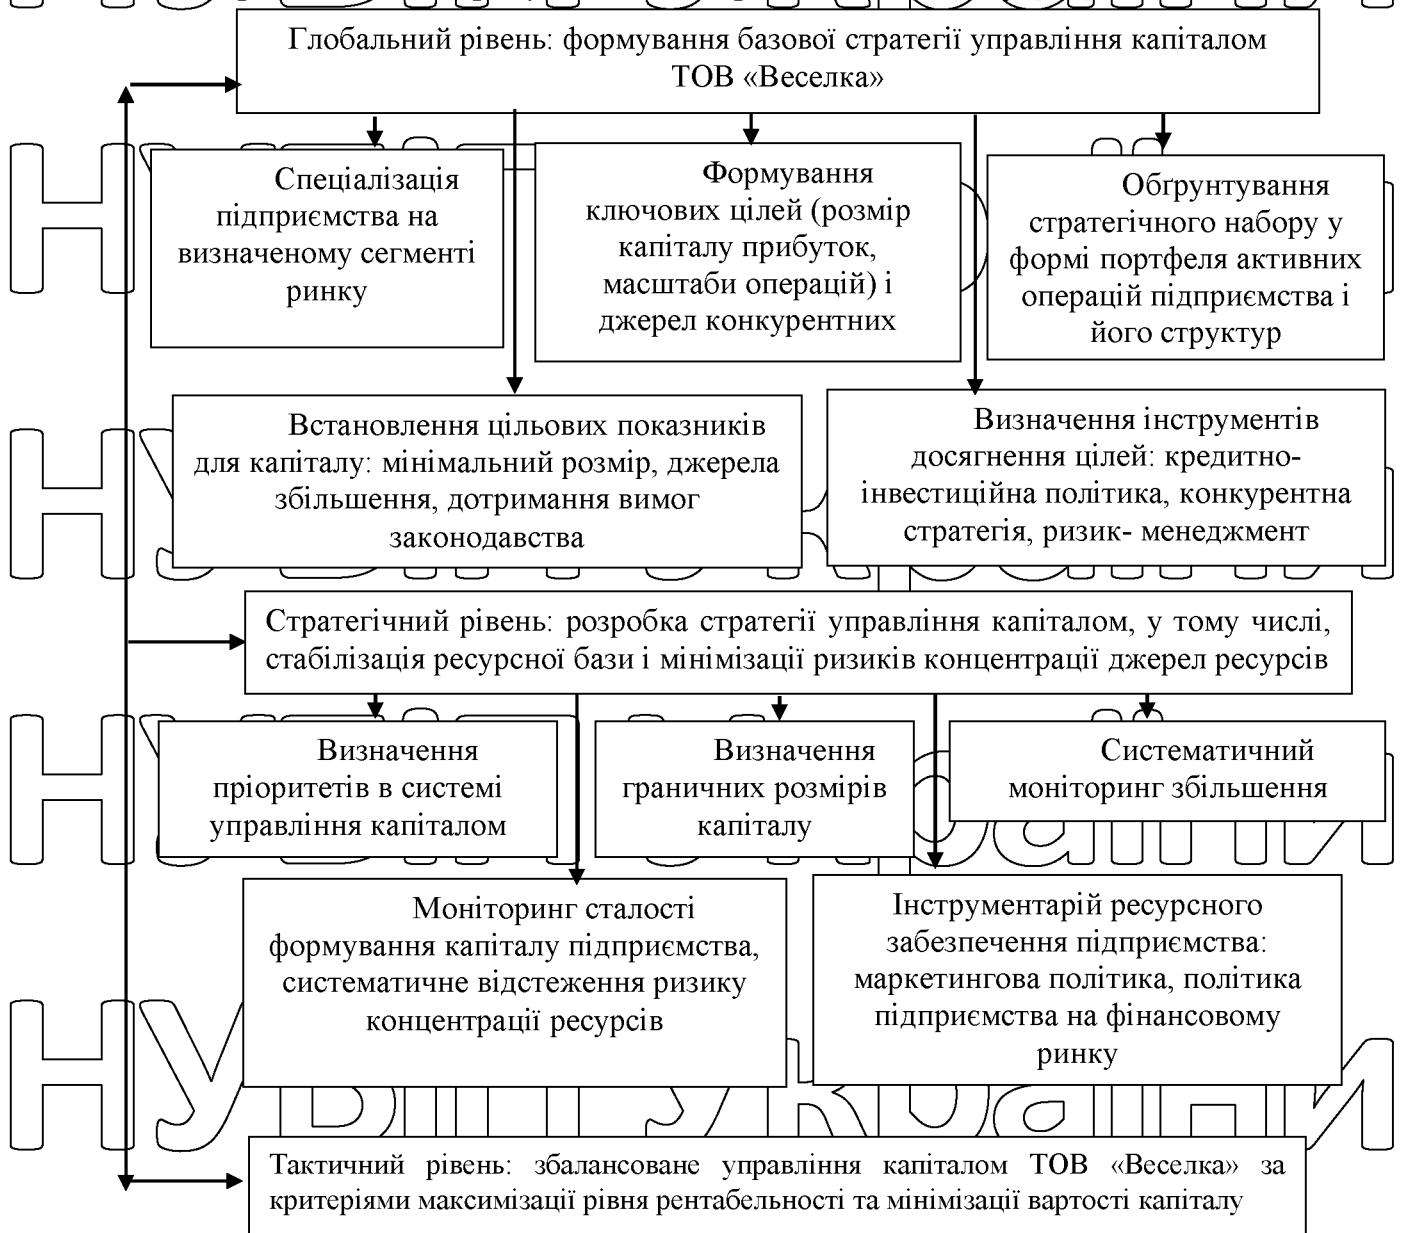 Глобальний рівень: формування базової стратегії управління капіталом
ТОВ «Веселка»
Спеціалізація
підприємства на
визначеному сегменті
ринку
Формування
ключових цілей (розмір
капіталу прибуток,
масштаби операцій) і
джерел конкурентних
Обґрунтування
стратегічного набору у
формі портфеля активних
операцій підприємства і
його структур
Встановлення цільових показників
для капіталу: мінімальний розмір, джерела
збільшення, дотримання вимог
законодавства
Визначення інструментів
досягнення цілей: кредитно-
інвестиційна політика, конкурентна
стратегія, ризик- менеджмент
Стратегічний рівень: розробка стратегії управління капіталом, у тому числі,
стабілізація ресурсної бази і мінімізації ризиків концентрації джерел ресурсів
Визначення
пріоритетів в системі
управління капіталом
Визначення
граничних розмірів
капіталу
Систематичний
моніторинг збільшення
Моніторинг сталості
формування капіталу підприємства,
систематичне відстеження ризику
концентрації ресурсів
Інструментарій ресурсного
забезпечення підприємства:
маркетингова політика, політика
підприємства на фінансовому
ринку
Тактичний рівень: збалансоване управління капіталом ТОВ «Веселка» за
критеріями максимізації рівня рентабельності та мінімізації вартості капіталу